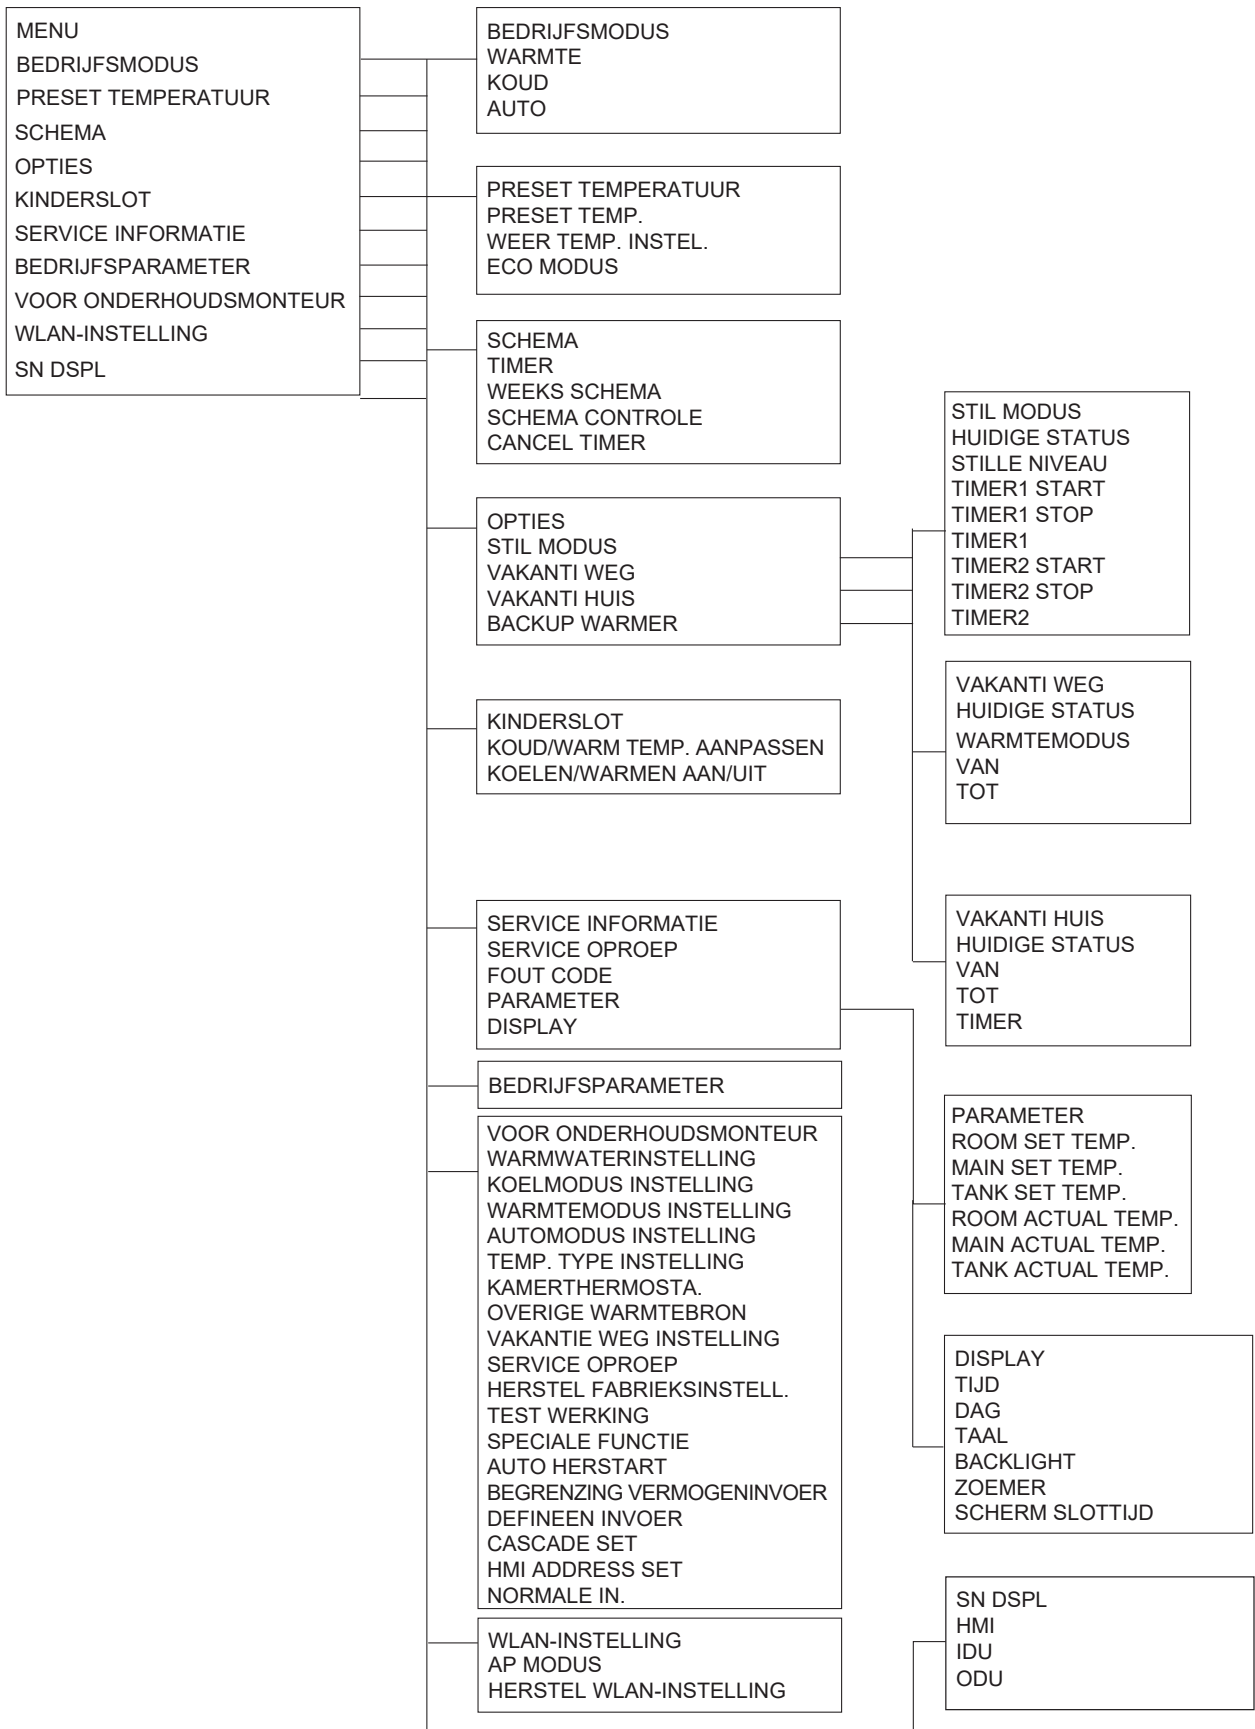 MENU
BEDRIJFSMODUS
PRESET TEMPERATUUR
SCHEMA
OPTIES
KINDERSLOT
SERVICE INFORMATIE
BEDRIJFSPARAMETER
VOOR ONDERHOUDSMONTEUR
WLAN-INSTELLING
SN DSPL
BEDRIJFSMODUS
WARMTE
KOUD
AUTO
PRESET TEMPERATUUR
PRESET TEMP.
WEER TEMP. INSTEL.
ECO MODUS
SCHEMA
TIMER
WEEKS SCHEMA
SCHEMA CONTROLE
CANCEL TIMER
OPTIES
STIL MODUS
VAKANTI WEG
VAKANTI HUIS
BACKUP WARMER
KINDERSLOT
KOUD/WARM TEMP. AANPASSEN
KOELEN/WARMEN AAN/UIT
SERVICE INFORMATIE
SERVICE OPROEP
FOUT CODE
PARAMETER
DISPLAY
BEDRIJFSPARAMETER
VOOR ONDERHOUDSMONTEUR
WARMWATERINSTELLING
KOELMODUS INSTELLING
WARMTEMODUS INSTELLING
AUTOMODUS INSTELLING
TEMP. TYPE INSTELLING
KAMERTHERMOSTA.
OVERIGE WARMTEBRON
VAKANTIE WEG INSTELLING
SERVICE OPROEP
HERSTEL FABRIEKSINSTELL.
TEST WERKING
SPECIALE FUNCTIE
AUTO HERSTART
BEGRENZING VERMOGENINVOER
DEFINEEN INVOER
CASCADE SET
HMI ADDRESS SET
NORMALE IN.
WLAN-INSTELLING
AP MODUS
HERSTEL WLAN-INSTELLING
STIL MODUS
HUIDIGE STATUS
STILLE NIVEAU
TIMER1 START
TIMER1 STOP
TIMER1
TIMER2 START
TIMER2 STOP
TIMER2
VAKANTI WEG
HUIDIGE STATUS
WARMTEMODUS
VAN
TOT
VAKANTI HUIS
HUIDIGE STATUS
VAN
TOT
TIMER
PARAMETER
ROOM SET TEMP.
MAIN SET TEMP.
TANK SET TEMP.
ROOM ACTUAL TEMP.
MAIN ACTUAL TEMP.
TANK ACTUAL TEMP.
DISPLAY
TIJD
DAG
TAAL
BACKLIGHT
ZOEMER
SCHERM SLOTTIJD
SN DSPL
HMI
IDU
ODU